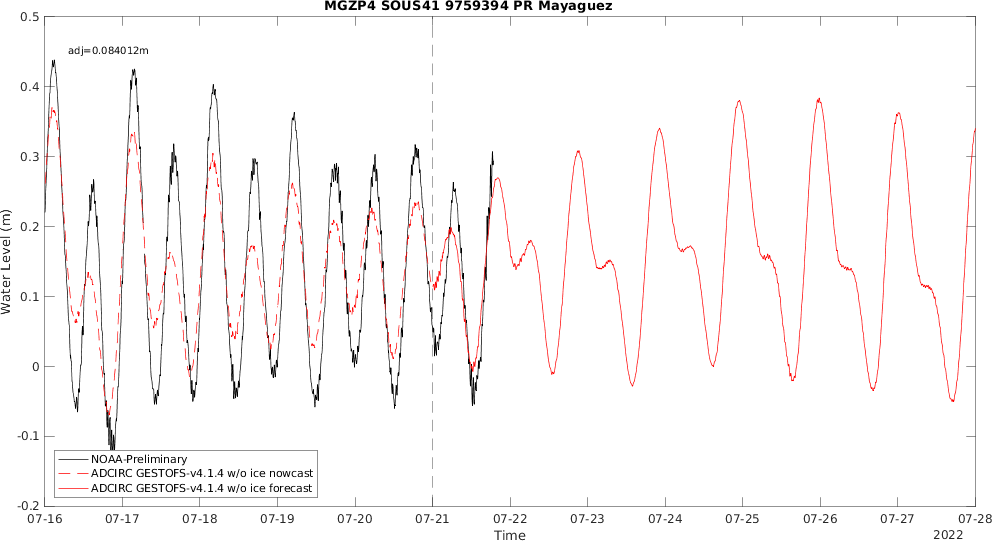 MGZP4 SOUS41 9759394 PR Mayaguez
0.5
adj=0.084012m
0.4
0.3
0.2
0.1
0
-0.1
-0.2
Water Level (m)
NOAA-Preliminary
ADCIRC GESTOFS-v4.1.4 w/o ice nowcast
ADCIRC GESTOFS-v4.1.4 w/o ice forecast
07-16 07-17 07-18 07-19 07-20 07-21 07-22 07-23 07-24 07-25 07-26 07-27 07-28
Time
2022